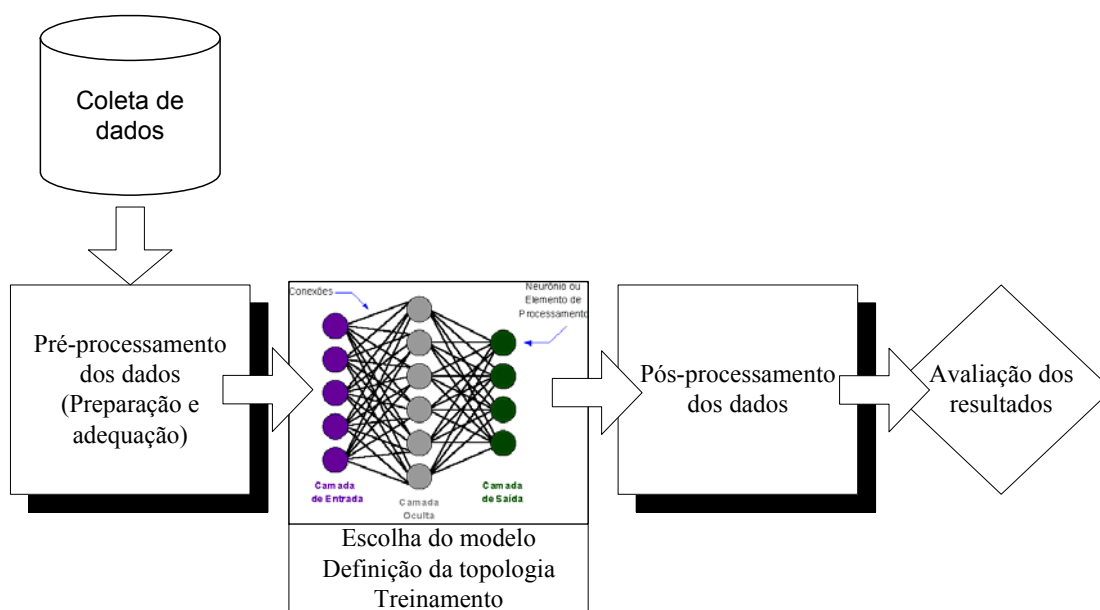 Coleta de
dados
Pré-processamento
dos dados
(Preparação e
adequação)
Conexões
Neurônio ou
Elemento de
Processamento
Camada
de Entrada
Camada
Oculta
Camada
de Saída
Escolha do modelo
Definição da topologia
Treinamento
Pós-processamento
dos dados
Avaliação dos
resultados